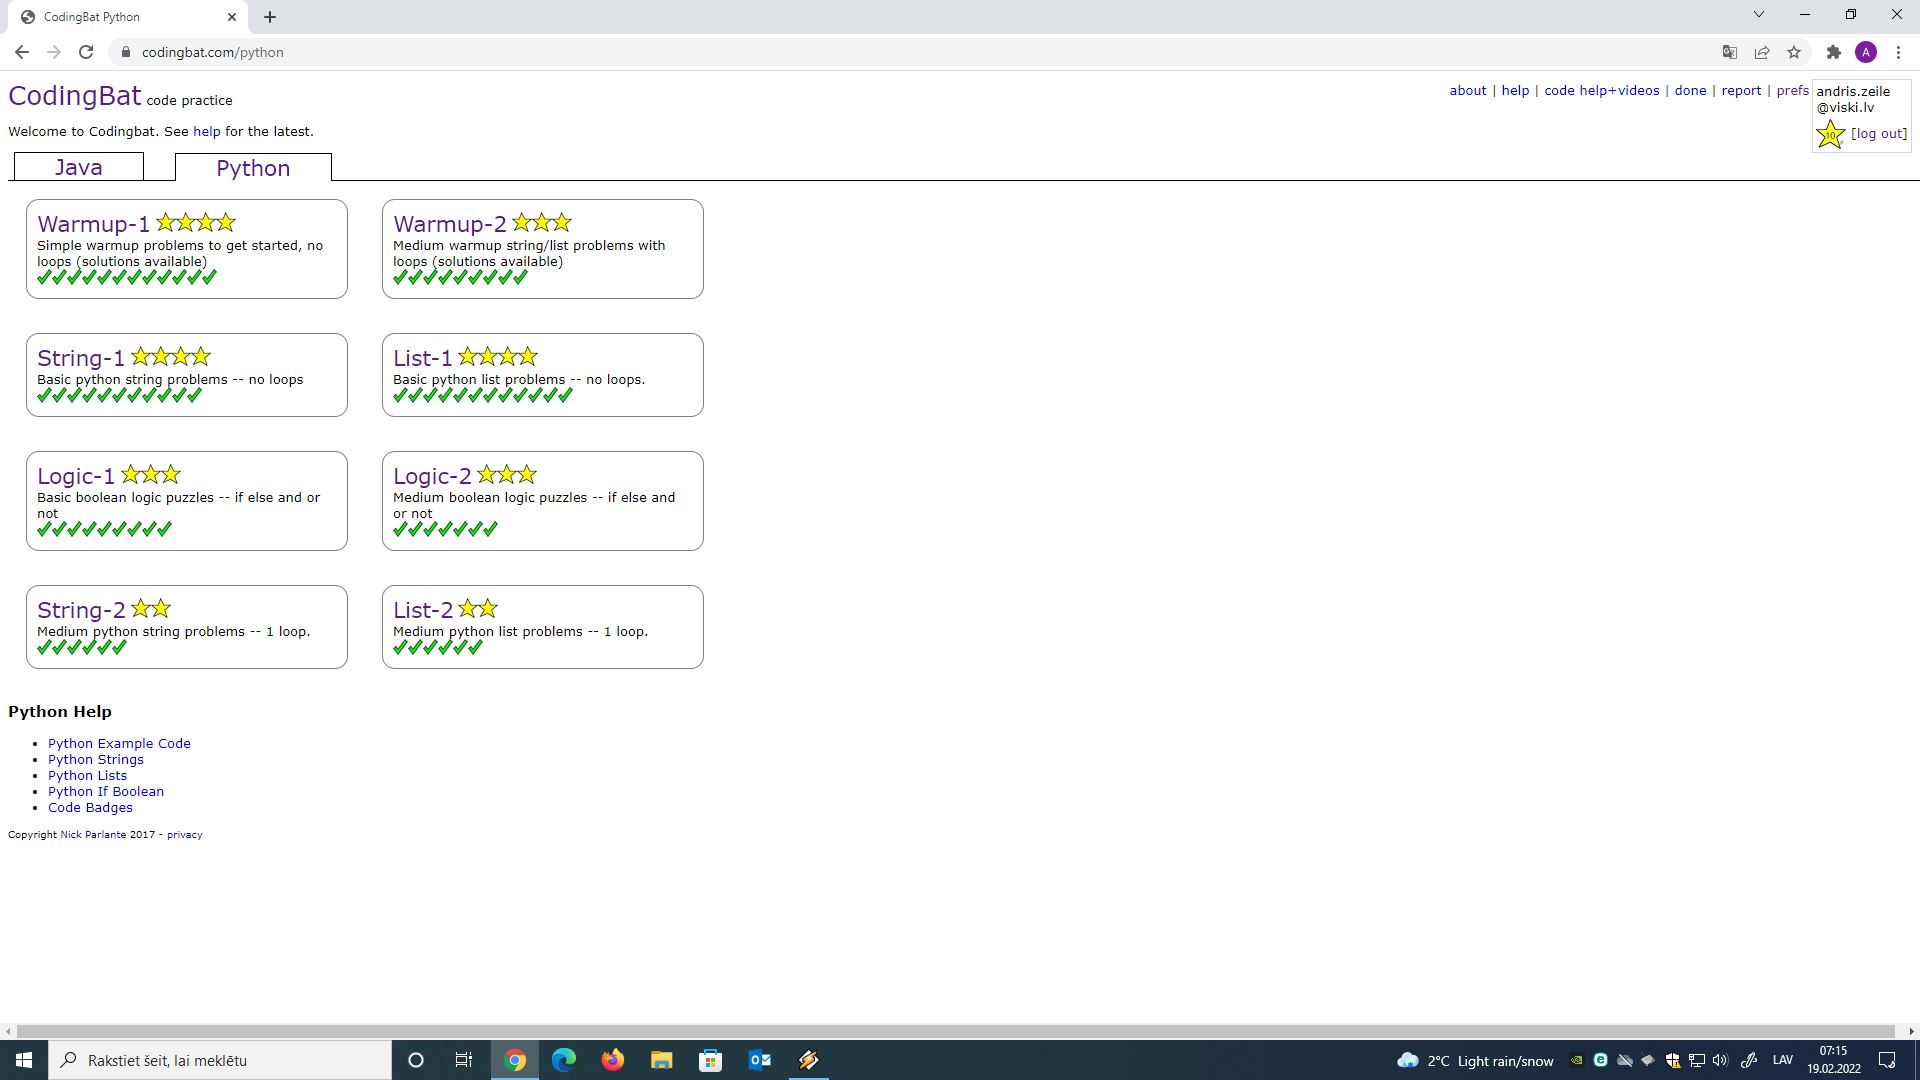 CodingBat Python
codingbat.com/python
A
CodingBat code practice
about | help | code help+videos | done | report | prefs
andris.zeile
@viski.lv
10
[log out]
Welcome to Codingbat. See help for the latest.
Java
Python
Warmup-1
Simple warmup problems to get started, no
loops (solutions available)
Warmup-2
Medium warmup string/list problems with
loops (solutions available)
String-1
Basic python string problems -- no loops
List-1
Basic python list problems -- no loops.
Logic-1
Basic boolean logic puzzles -- if else and or
not
Logic-2
Medium boolean logic puzzles -- if else and
or not
String-2
Medium python string problems -- 1 loop.
List-2
Medium python list problems -- 1 loop.
Python Help
Python Example Code
Python Strings
Python Lists
Python If Boolean
Code Badges
Copyright Nick Parlante 2017 - privacy
Rakstiet šeit, lai meklētu
2°C Light rain/snow
LAV
07:15
19.02.2022